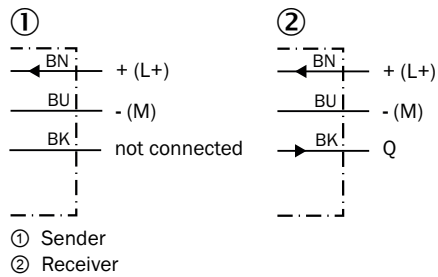 ① ②
BN + (L+) BN + (L+)
BU - (M) BU - (M)
BK not connected BK Q
① Sender
② Receiver